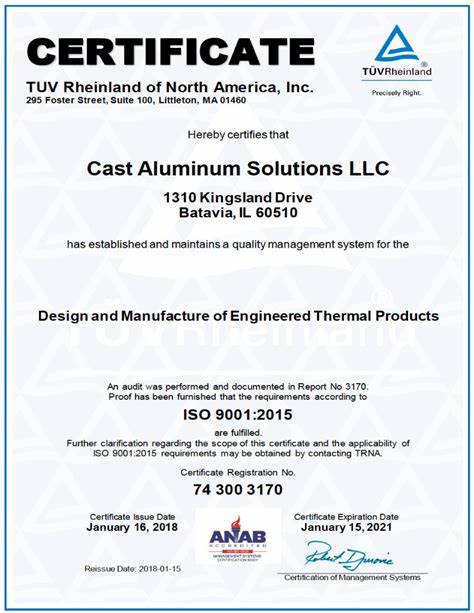 CERTIFICATE
TÜVRheinland®
Precisely Right.
TUV Rheinland of North America, Inc.
295 Foster Street, Suite 100, Littleton, MA 01460
Hereby certifies that
Cast Aluminum Solutions LLC
1310 Kingsland Drive
Batavia, IL 60510
has established and maintains a quality management system for the
Design and Manufacture of Engineered Thermal Products
TÜVRheinland®
An audit was performed and documented in Report No 3170.
Proof has been furnished that the requirements according to
ISO 9001:2015
are fulfilled.
Further clarification regarding the scope of this certificate and the applicability of
ISO 9001:2015 requirements may be obtained by contacting TRNA.
Certificate Registration No.
74 300 3170
Certificate Issue Date
January 16, 2018
ANAB
ACCREDITED
MANAGEMENT SYSTEMS
CERTIFICATION BODY
Certificate Expiration Date
January 15, 2021
Reissue Date: 2018-01-15
Certification of Management Systems